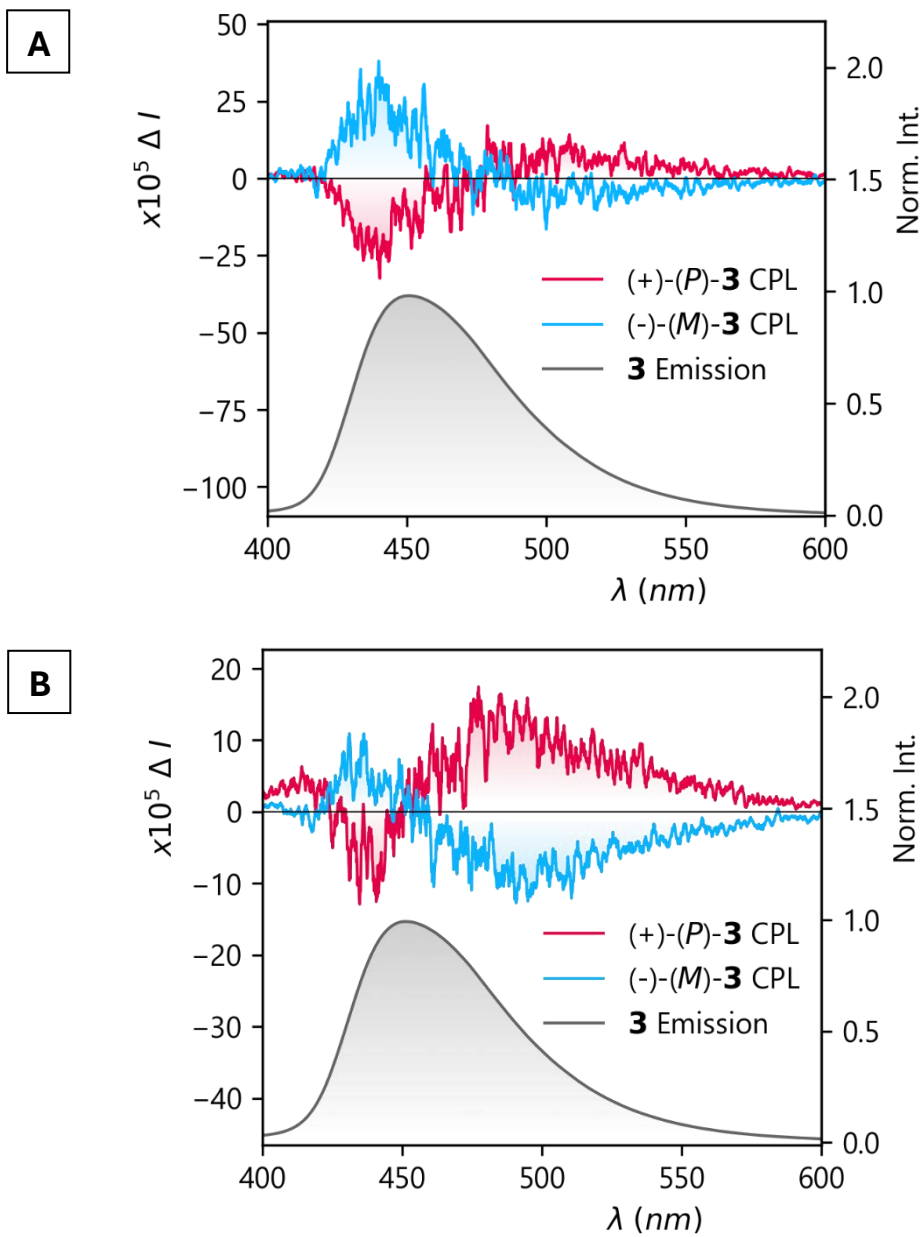 A
50
25
0
−25
−50
−75
−100
x10⁵ Δ I
2.0
1.5
1.0
0.5
0.0
Norm. Int.
(+)-(P)-3 CPL
(-)-(M)-3 CPL
3 Emission
400 450 500 550 600
λ (nm)
B
20
10
0
−10
−20
−30
−40
x10⁵ Δ I
2.0
1.5
1.0
0.5
0.0
Norm. Int.
(+)-(P)-3 CPL
(-)-(M)-3 CPL
3 Emission
400 450 500 550 600
λ (nm)